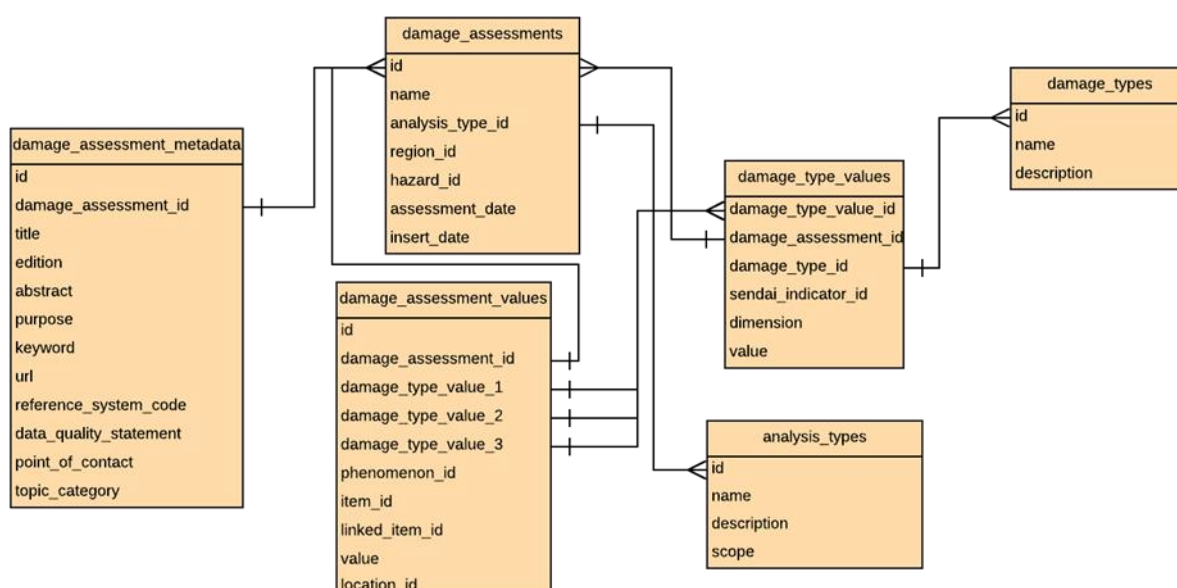 damage_assessments
id
name
analysis_type_id
region_id
hazard_id
assessment_date
insert_date
damage_types
id
name
description
damage_assessment_metadata
id
damage_assessment_id
title
edition
abstract
purpose
keyword
url
reference_system_code
data_quality_statement
point_of_contact
topic_category
damage_type_values
damage_type_value_id
damage_assessment_id
damage_type_id
sendai_indicator_id
dimension
value
damage_assessment_values
id
damage_assessment_id
damage_type_value_1
damage_type_value_2
damage_type_value_3
phenomenon_id
item_id
linked_item_id
value
location_id
analysis_types
id
name
description
scope